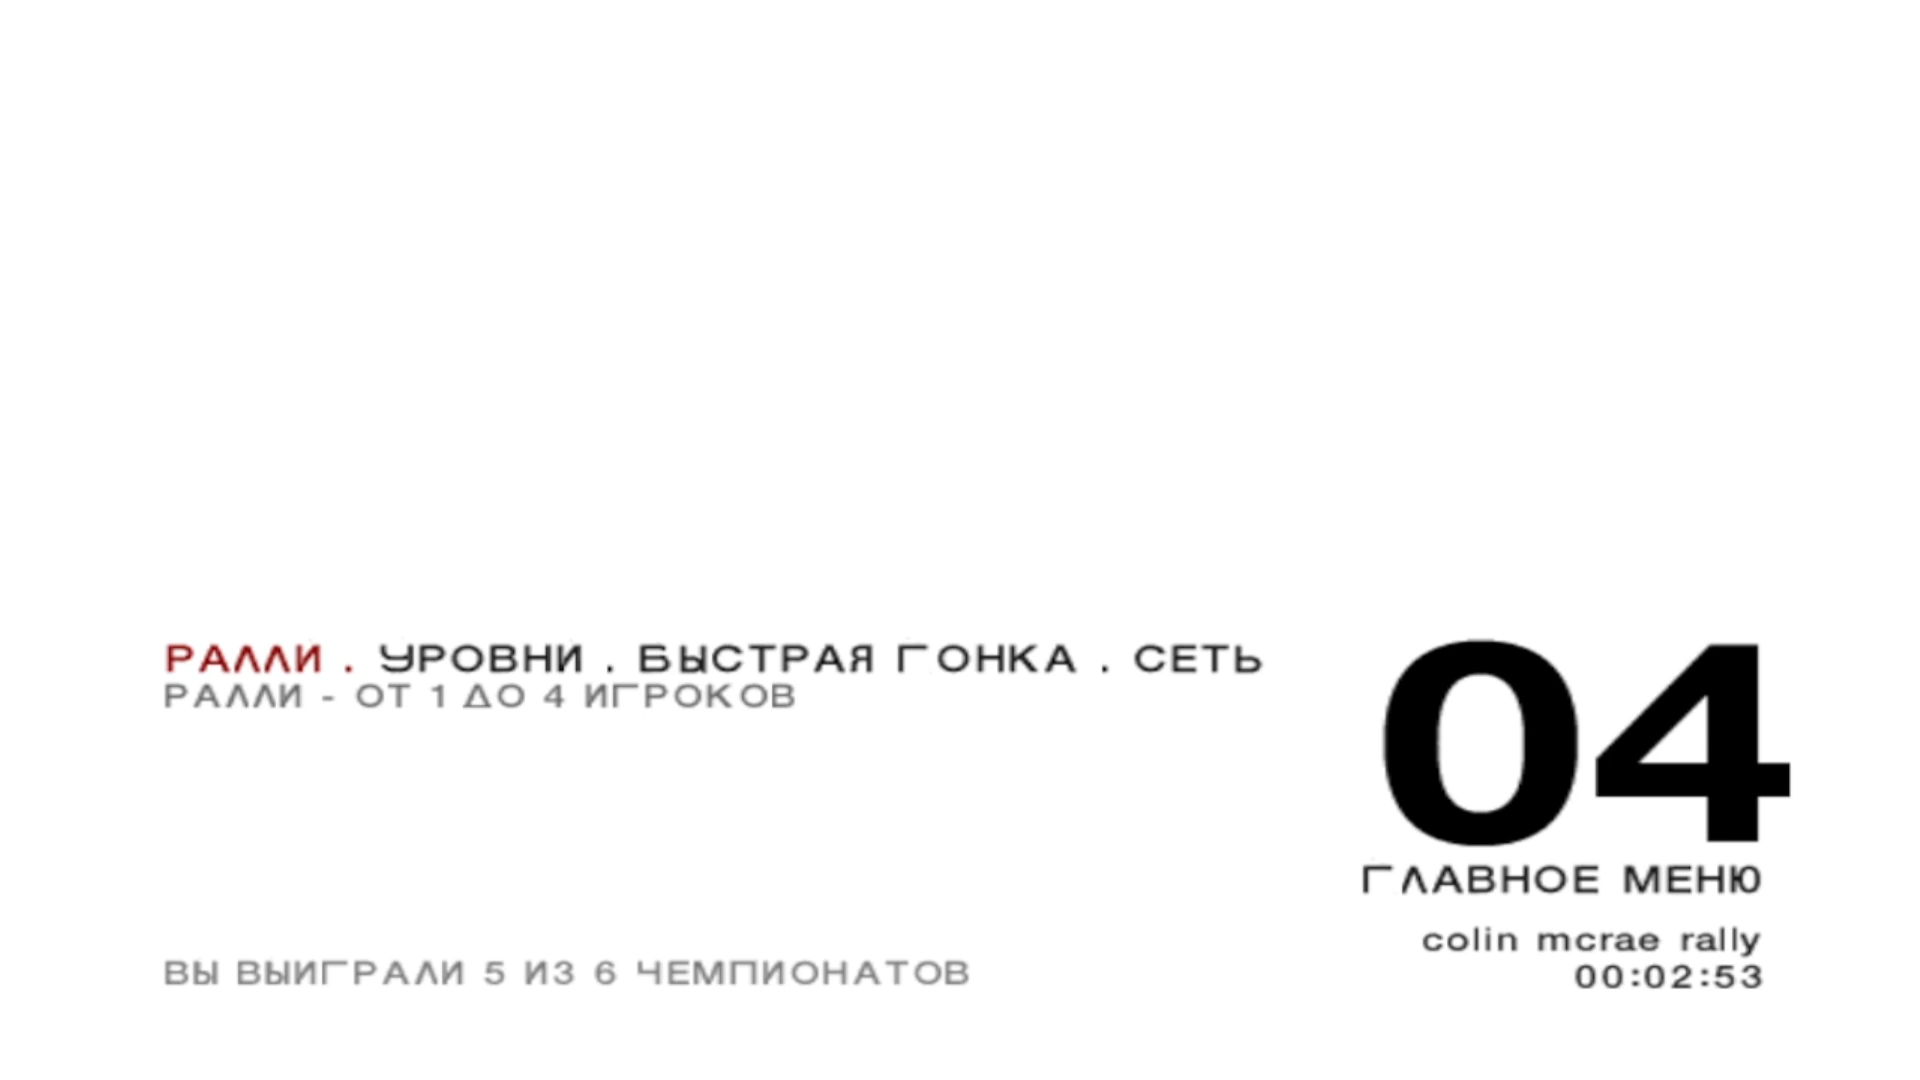 РАЛЛИ . УРОВНИ . БЫСТРАЯ ГОНКА . СЕТЬ
РАЛЛИ - ОТ 1 ДО 4 ИГРОКОВ
04
ГЛАВНОЕ МЕНЮ
colin mcrae rally
00:02:53
ВЫ ВЫИГРАЛИ 5 ИЗ 6 ЧЕМПИОНАТОВ